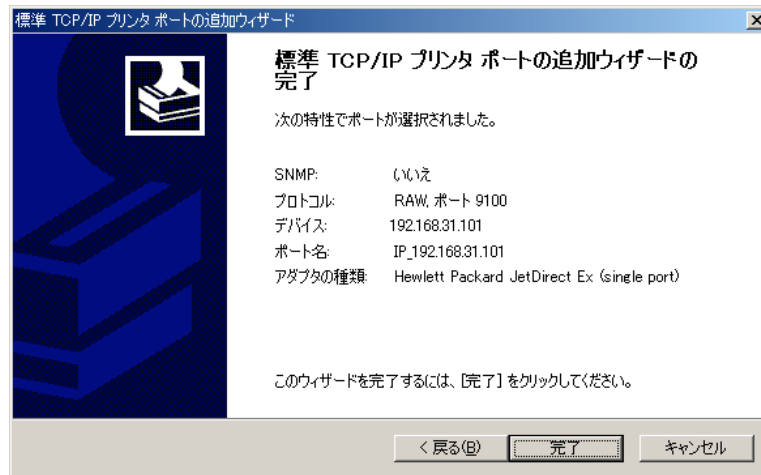 標準 TCP/IP プリンタ ポートの追加ウィザード
標準 TCP/IP プリンタ ポートの追加ウィザードの
完了
次の特性でポートが選択されました。
SNMP: いいえ
プロトコル: RAW, ポート 9100
デバイス: 192.168.31.101
ポート名: IP_192.168.31.101
アダプタの種類: Hewlett Packard JetDirect Ex (single port)
このウィザードを完了するには、[完了] をクリックしてください。
< 戻る(B) 完了 キャンセル